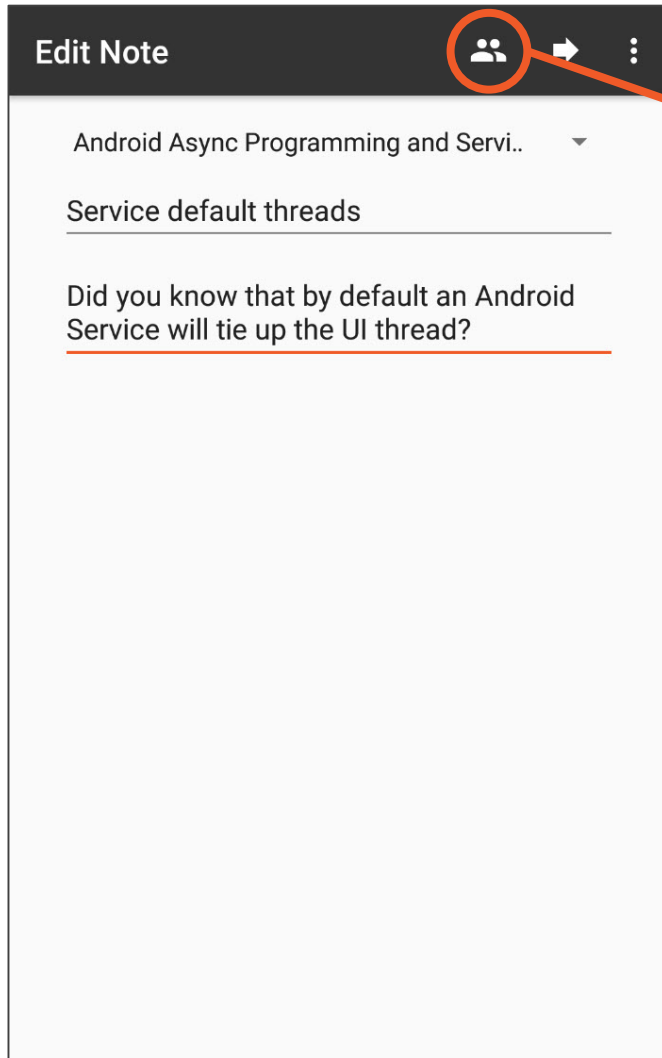 Edit Note
Android Async Programming and Servi..
Service default threads
Did you know that by default an Android
Service will tie up the UI thread?